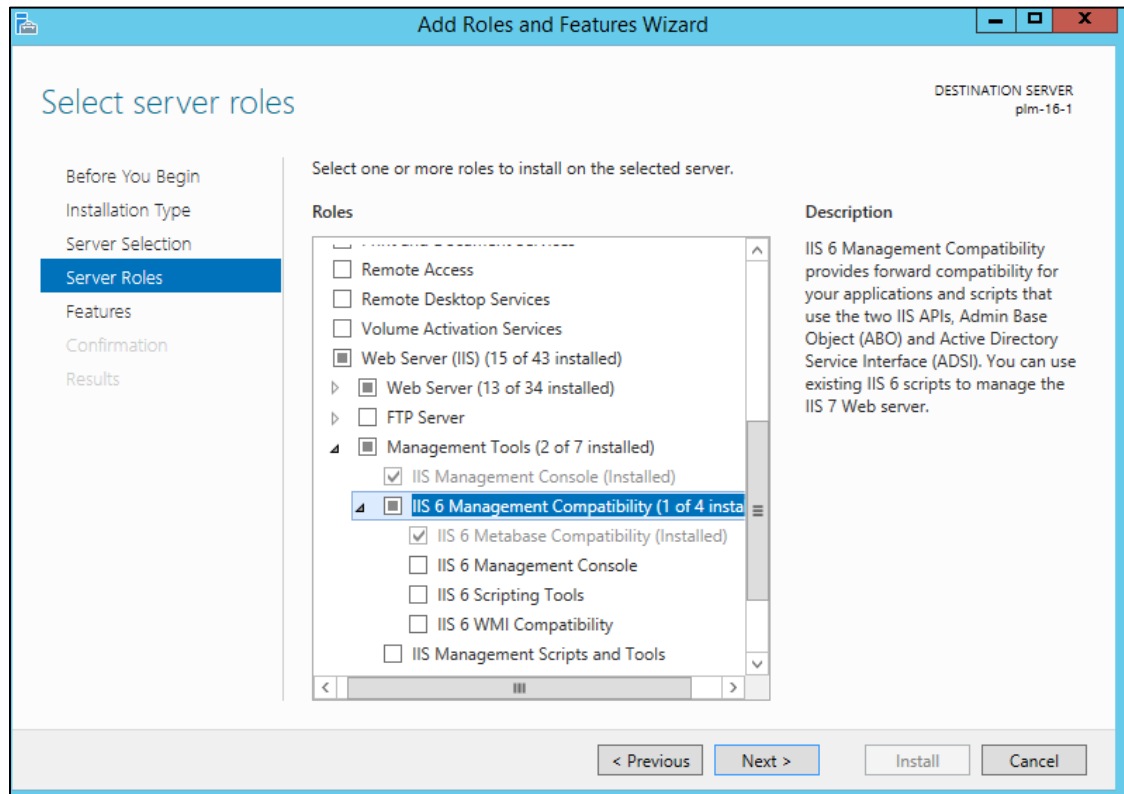 Add Roles and Features Wizard
Select server roles
DESTINATION SERVER
plm-16-1
Before You Begin
Installation Type
Server Selection
Server Roles
Features
Confirmation
Results
Select one or more roles to install on the selected server.
Roles
Remote Access
Remote Desktop Services
Volume Activation Services
Web Server (IIS) (15 of 43 installed)
Web Server (13 of 34 installed)
FTP Server
Management Tools (2 of 7 installed)
IIS Management Console (Installed)
IIS 6 Management Compatibility (1 of 4 insta
IIS 6 Metabase Compatibility (Installed)
IIS 6 Management Console
IIS 6 Scripting Tools
IIS 6 WMI Compatibility
IIS Management Scripts and Tools
Description
IIS 6 Management Compatibility
provides forward compatibility for
your applications and scripts that
use the two IIS APIs, Admin Base
Object (ABO) and Active Directory
Service Interface (ADSI). You can use
existing IIS 6 scripts to manage the
IIS 7 Web server.
< Previous
Next >
Install
Cancel